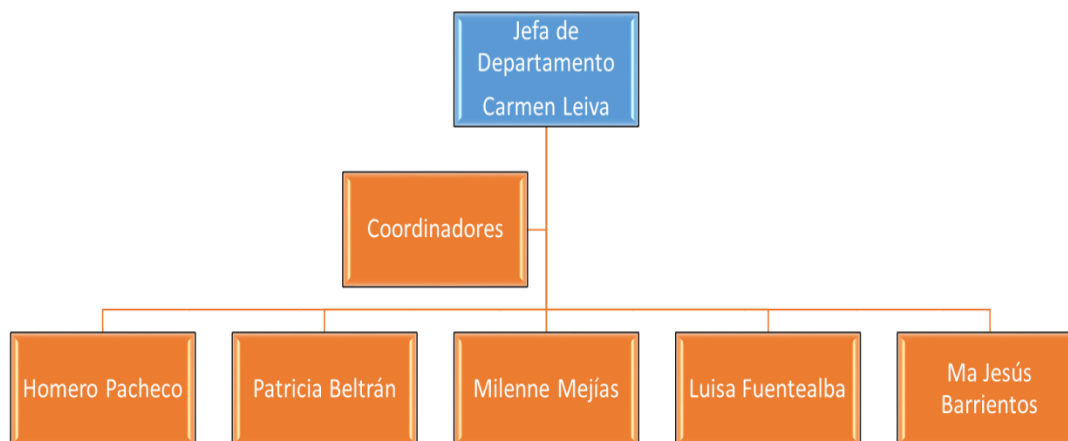 Jefa de
Departamento
Carmen Leiva
Coordinadores
Homero Pacheco
Patricia Beltrán
Milenne Mejías
Luisa Fuentealba
Ma Jesús
Barrientos